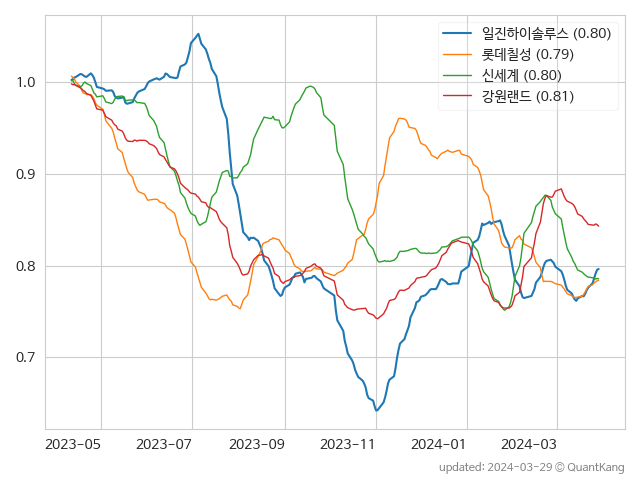 일진하이솔루스 (0.80)
롯데칠성 (0.79)
신세계 (0.80)
강원랜드 (0.81)
1.0
0.9
0.8
0.7
2023-05 2023-07 2023-09 2023-11 2024-01 2024-03
updated: 2024-03-29 © QuantKang